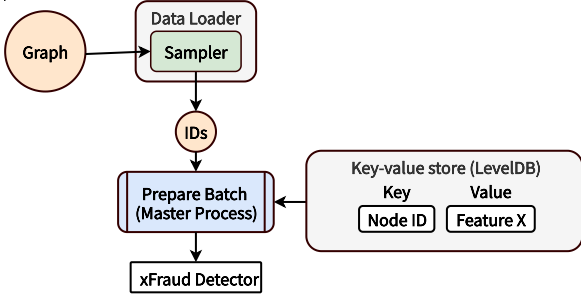 Data Loader
Graph
Sampler
IDs
Key-value store (LevelDB)
Key Value
Prepare Batch
(Master Process)
Node ID
Feature X
xFraud Detector